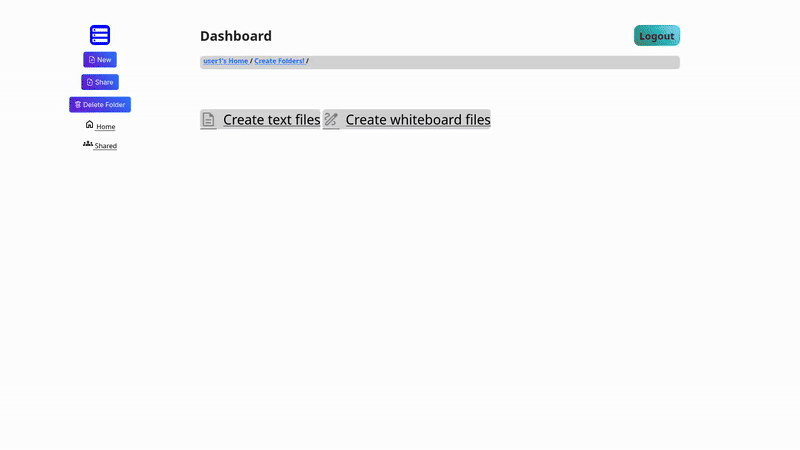 New
Share
Delete Folder
Home
Shared
Dashboard
Logout
user1's Home / Create Folders! /
Create text files
Create whiteboard files